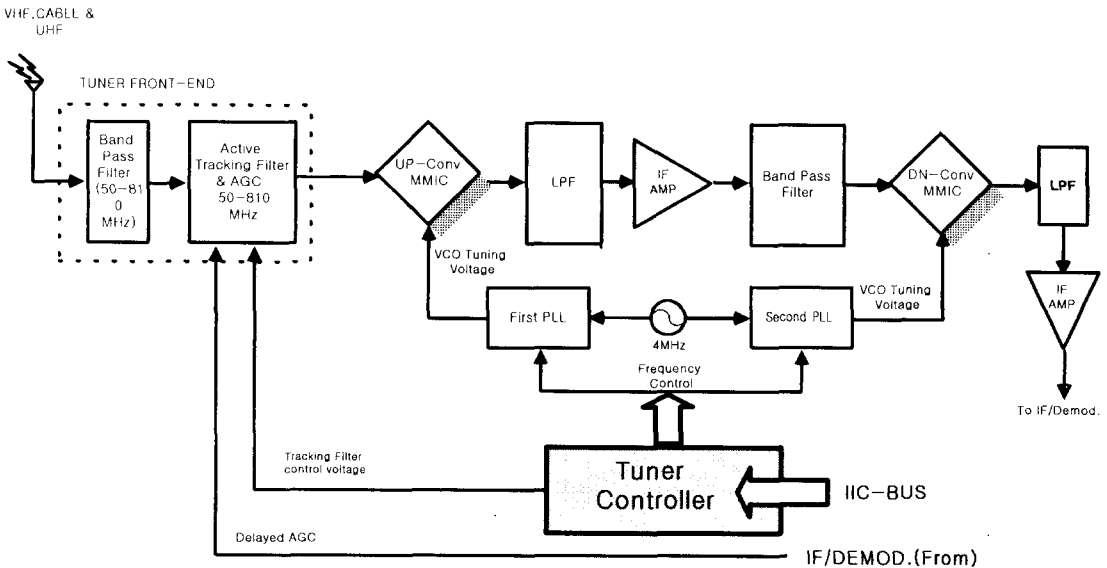 VHF,CABLL &
UHF
TUNER FRONT-END
Band
Pass
Filter
(50-81
0
MHz)
Active
Tracking Filter
& AGC
50-810
MHz
UP-Conv
MMIC
LPF
IF
AMP
Band Pass
Filter
DN-Conv
MMIC
LPF
IF
AMP
To IF/Demod.
VCO Tuning
Voltage
First PLL
4MHz
Second PLL
VCO Tuning
Voltage
Frequency
Control
Tracking Filter
control voltage
Tuner
Controller
IIC-BUS
Delayed AGC
IF/DEMOD.(From)